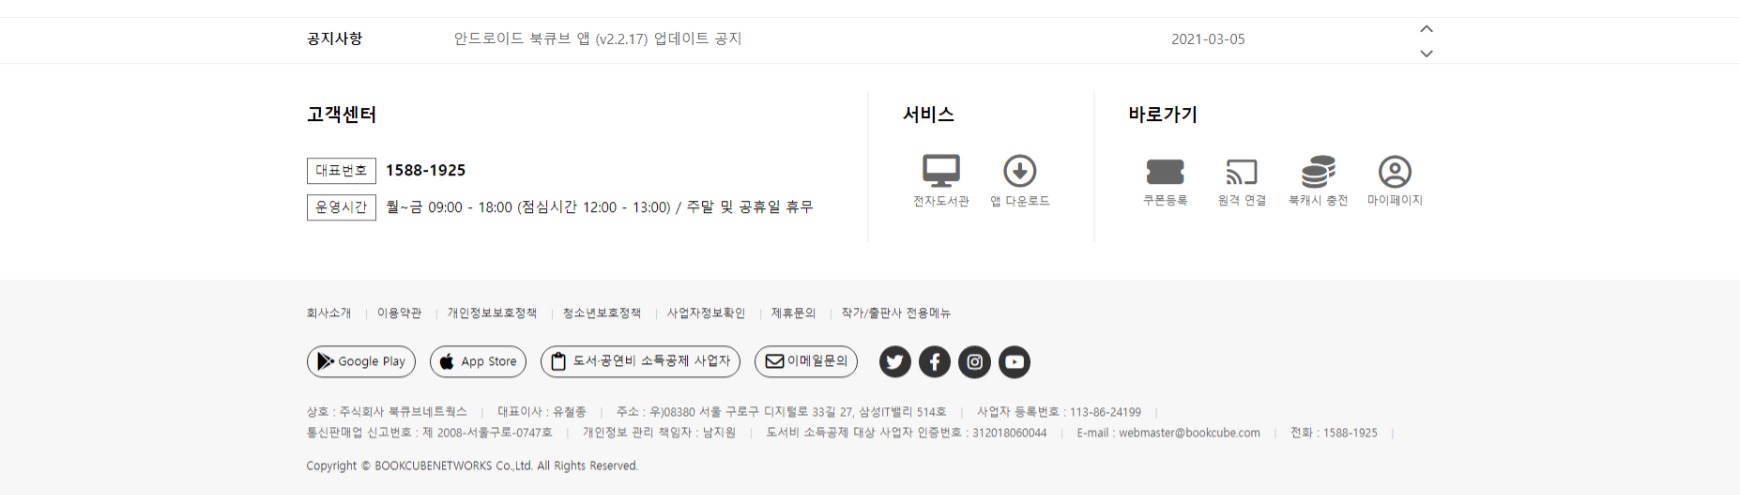 공지사항 안드로이드 북큐브 앱 (v2.2.17) 업데이트 공지 2021-03-05
고객센터
대표번호 1588-1925
운영시간 월~금 09:00 - 18:00 (점심시간 12:00 - 13:00) / 주말 및 공휴일 휴무
서비스
전자도서관 앱 다운로드
바로가기
쿠폰등록 원격 연결 북캐시 충전 마이페이지
회사소개 | 이용약관 | 개인정보보호정책 | 청소년보호정책 | 사업자정보확인 | 제휴문의 | 작가/출판사 전용메뉴
Google Play App Store 도서·공연비 소득공제 사업자 이메일문의
상호 : 주식회사 북큐브네트웍스 | 대표이사 : 유철종 | 주소 : 우)08380 서울 구로구 디지털로 33길 27, 삼성IT밸리 514호 | 사업자 등록번호 : 113-86-24199 |
통신판매업 신고번호 : 제 2008-서울구로-0747호 | 개인정보 관리 책임자 : 남지원 | 도서비 소득공제 대상 사업자 인증번호 : 312018060044 | E-mail : webmaster@bookcube.com | 전화 : 1588-1925 |
Copyright © BOOKCUBENETWORKS Co.,Ltd. All Rights Reserved.